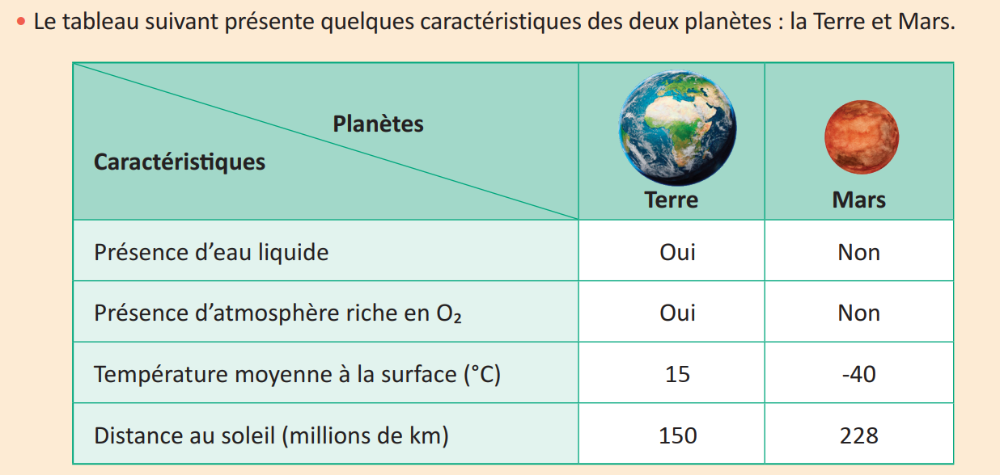 • Le tableau suivant présente quelques caractéristiques des deux planètes : la Terre et Mars.
Planètes
Caractéristiques
Terre Mars
Présence d’eau liquide Oui Non
Présence d’atmosphère riche en O₂ Oui Non
Température moyenne à la surface (°C) 15 -40
Distance au soleil (millions de km) 150 228